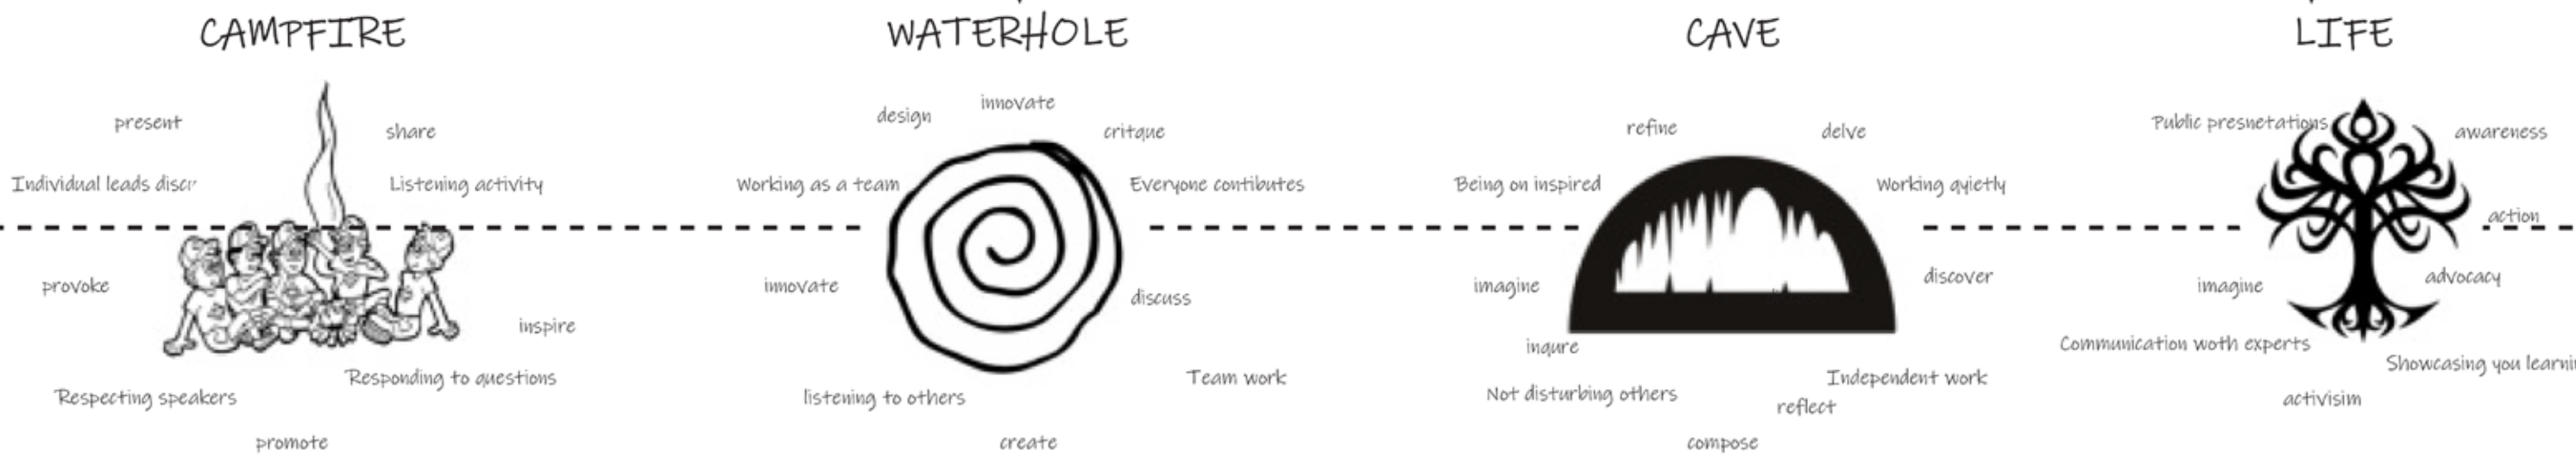 CAMPFIRE
present
share
Individual leads
Listening activity
provoke
inspire
Responding to questions
Respecting speakers
promote
WATERHOLE
innovate
design
critque
Working as a team
Everyone contibutes
innovate
discuss
Team work
listening to others
create
CAVE
refine
delve
Being on inspired
Working qyietly
imagine
discover
inqure
Independent work
Not disturbing others
reflect
compose
LIFE
Public presnetations
awareness
action
imagine
advocacy
Communication woth experts
Showcasing you
activisim